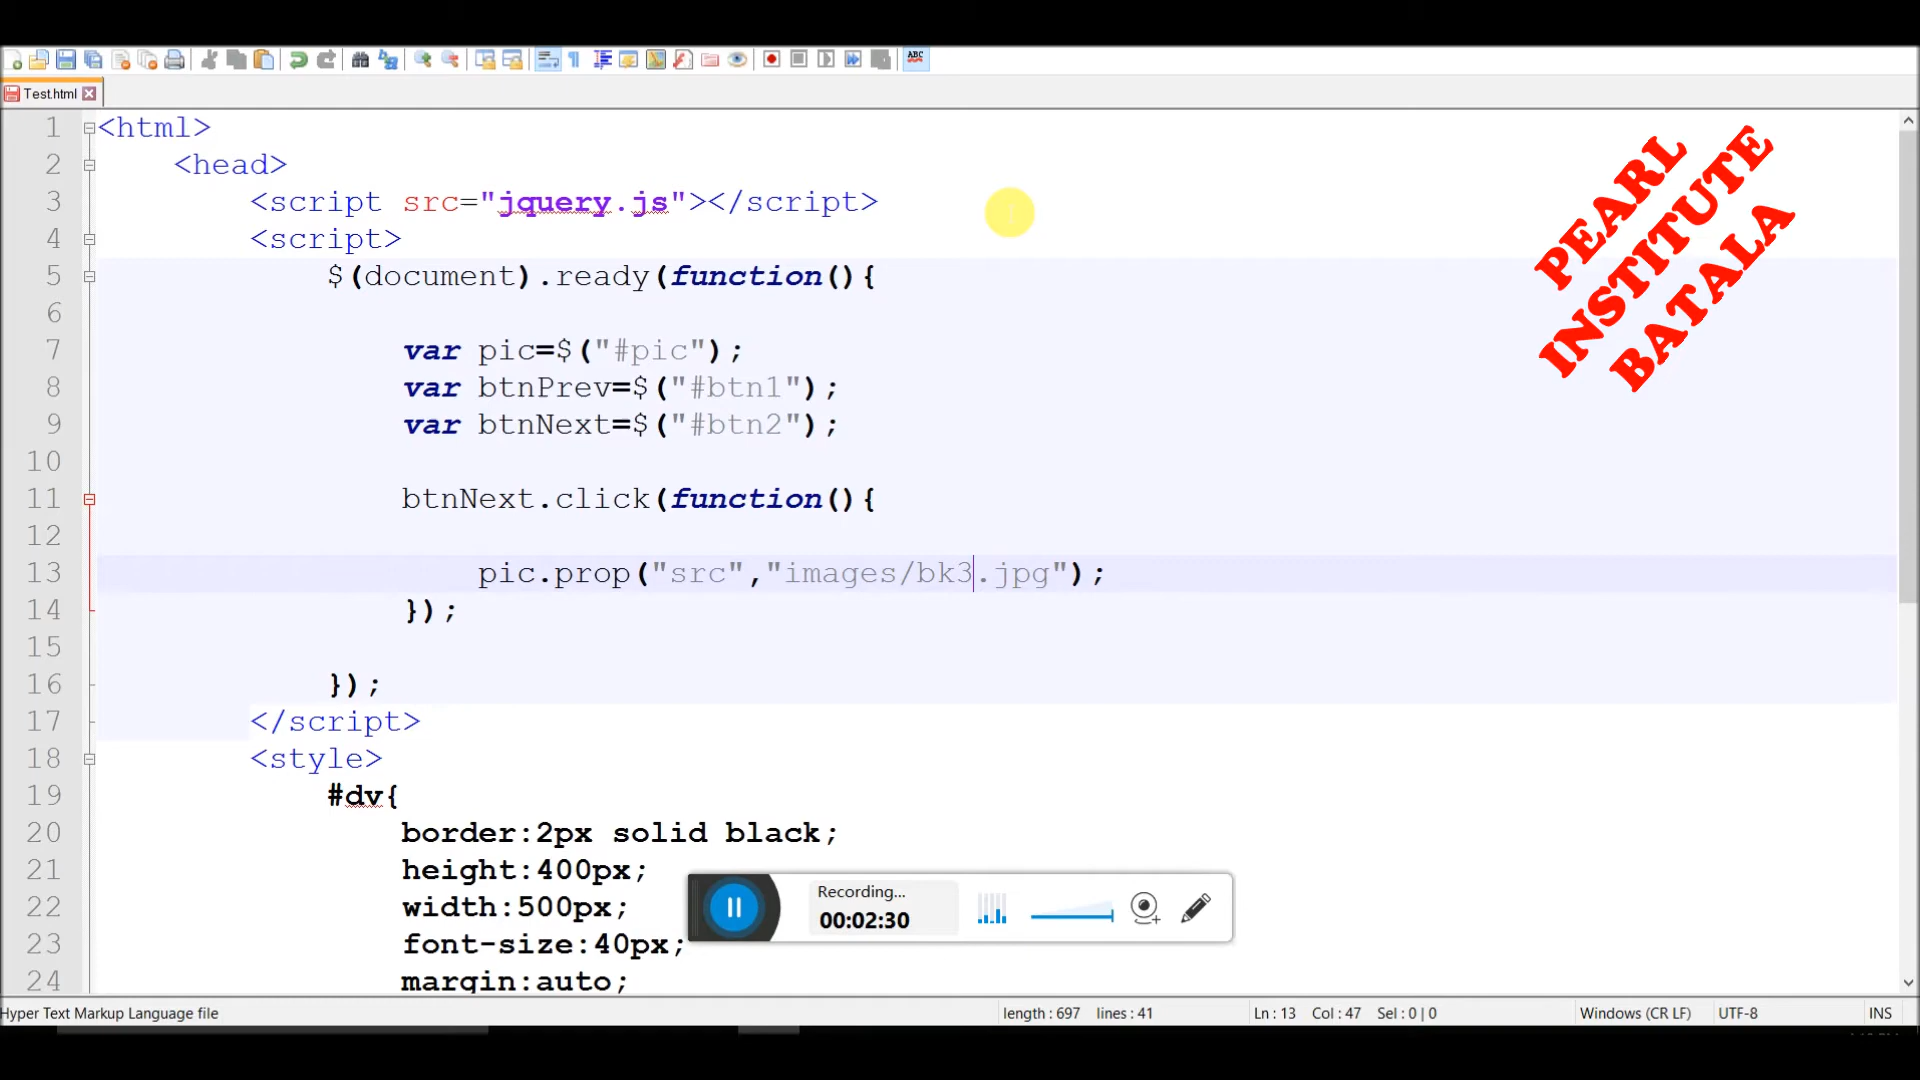 ABC
Test.html
1 <html>
2 <head>
3 <script src="jquery.js"></script>
4 <script>
5 $(document).ready(function(){
6
7 var pic=$("#pic");
8 var btnPrev=$("#btn1");
9 var btnNext=$("#btn2");
10
11 btnNext.click(function(){
12
13 pic.prop("src","images/bk3.jpg");
14 });
15
16 });
17 </script>
18 <style>
19 #dv{
20 border:2px solid black;
21 height:400px;
22 width:500px;
23 font-size:40px;
24 margin:auto;
PEARL
INSTITUTE
BATALA
Recording...
00:02:30
Hyper Text Markup Language file length : 697 lines : 41 Ln : 13 Col : 47 Sel : 0 | 0 Windows (CR LF) UTF-8 INS